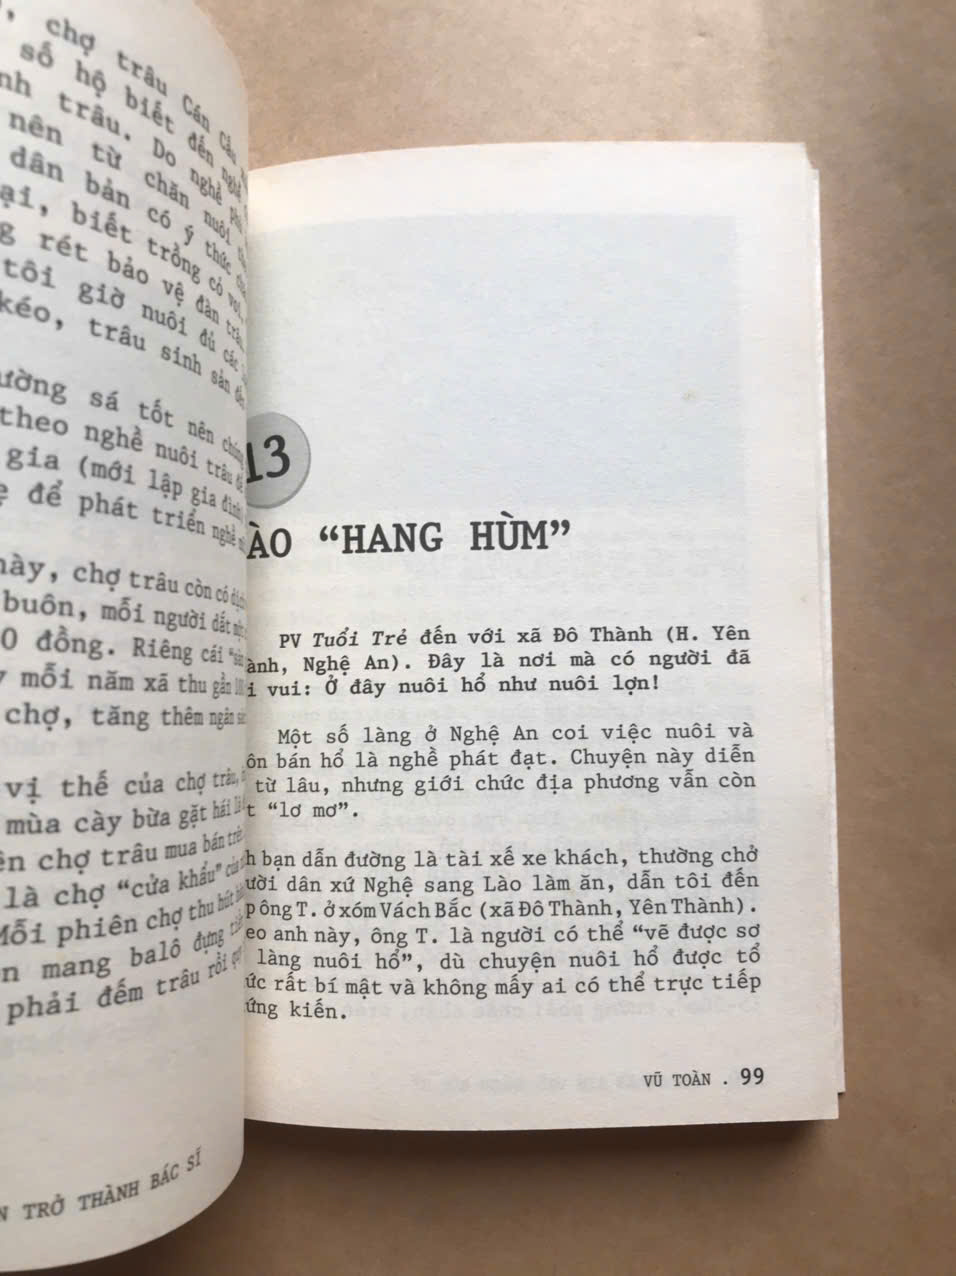 chợ trâu Cán Cấu
số hộ biết đến nghề
trâu. Do nghề
nên từ chăn nuôi
dân bản có ý thức
biết trồng cỏ voi,
rét bảo vệ đàn trâu,
tôi giờ nuôi đủ các
kéo, trâu sinh sản
sá tốt nên chúng
theo nghề nuôi trâu
gia (mới lập gia đình
để phát triển nghề
này, chợ trâu còn có
buôn, mỗi người dắt
0 đồng. Riêng cái
mỗi năm xã thu gần
chợ, tăng thêm ngân
vị thế của chợ trâu,
mùa cày bừa gặt hái
chợ trâu mua bán
là chợ “cửa khẩu” của
Mỗi phiên chợ thu hút
mang balô đựng
phải đếm trâu rồi
TRỞ THÀNH BÁC SĨ
13
ÀO “HANG HÙM”
PV Tuổi Trẻ đến với xã Đô Thành (H. Yên
ành, Nghệ An). Đây là nơi mà có người đã
i vui: Ở đây nuôi hổ như nuôi lợn!
Một số làng ở Nghệ An coi việc nuôi và
ôn bán hổ là nghề phát đạt. Chuyện này diễn
từ lâu, nhưng giới chức địa phương vẫn còn
t “lơ mơ”.
h bạn dẫn đường là tài xế xe khách, thường chở
ười dân xứ Nghệ sang Lào làm ăn, dẫn tôi đến
p ông T. ở xóm Vách Bắc (xã Đô Thành, Yên Thành).
eo anh này, ông T. là người có thể “vẽ được sơ
làng nuôi hổ”, dù chuyện nuôi hổ được tổ
ức rất bí mật và không mấy ai có thể trực tiếp
ứng kiến.
VŨ TOÀN . 99